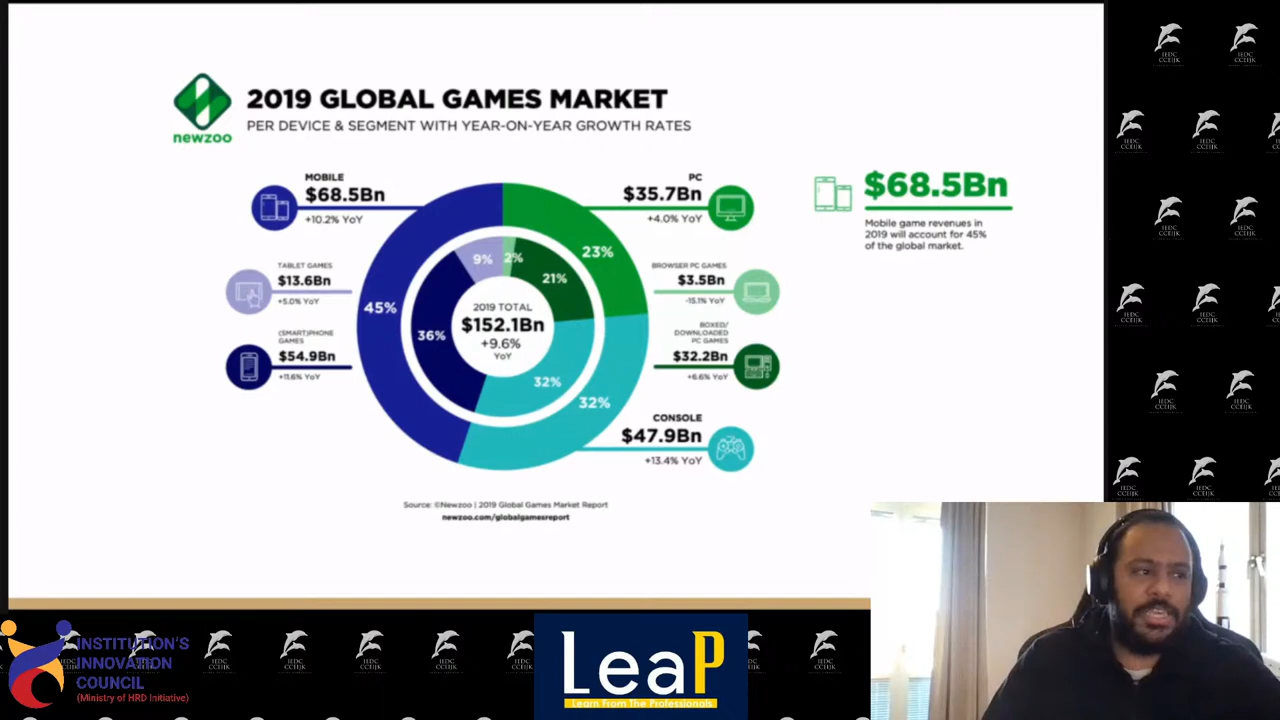 2019 GLOBAL GAMES MARKET
PER DEVICE & SEGMENT WITH YEAR-ON-YEAR GROWTH RATES
newzoo
MOBILE
$68.5Bn
+10.2% YoY
TABLET GAMES
$13.6Bn
+5.0% YoY
(SMART)PHONE
GAMES
$54.9Bn
+11.6% YoY
45%
36%
9%
2%
21%
23%
32%
32%
2019 TOTAL
$152.1Bn
+9.6%
YoY
PC
$35.7Bn
+4.0% YoY
BROWSER PC GAMES
$3.5Bn
-15.1% YoY
BOXED/
DOWNLOADED
PC GAMES
$32.2Bn
+6.6% YoY
CONSOLE
$47.9Bn
+13.4% YoY
$68.5Bn
Mobile game revenues in
2019 will account for 45%
of the global market.
Source: ©Newzoo | 2019 Global Games Market Report
newzoo.com/globalgamesreport
IEDC
CCEIJK
INSTITUTION'S
INNOVATION
COUNCIL
(Ministry of HRD Initiative)
LeaP
Learn From The Professionals